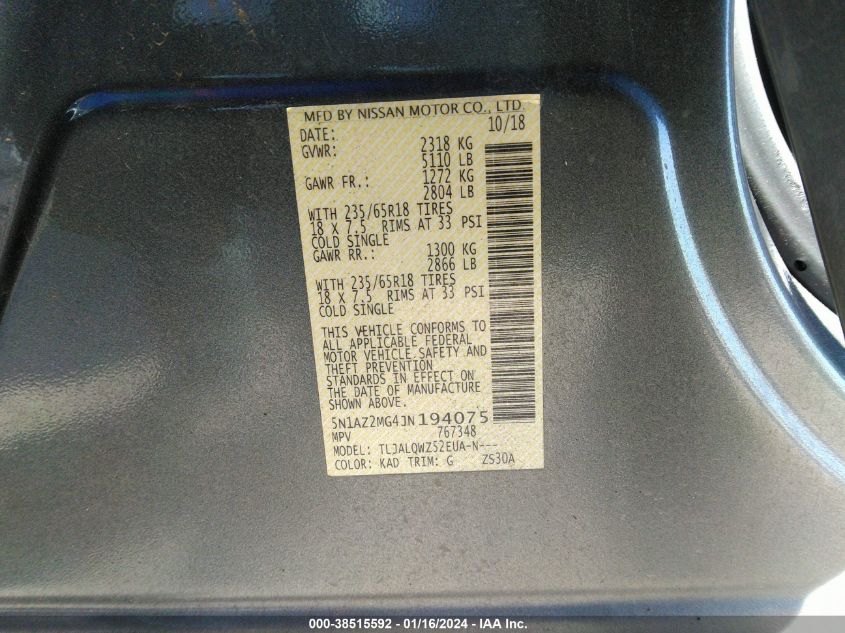 MFD BY NISSAN MOTOR CO., LTD.
DATE: 10/18
GVWR: 2318 KG
5110 LB
GAWR FR.: 1272 KG
2804 LB
WITH 235/65R18 TIRES
18 X 7.5 RIMS AT 33 PSI
COLD SINGLE
GAWR RR.: 1300 KG
2866 LB
WITH 235/65R18 TIRES
18 X 7.5 RIMS AT 33 PSI
COLD SINGLE
THIS VEHICLE CONFORMS TO
ALL APPLICABLE FEDERAL
MOTOR VEHICLE SAFETY AND
THEFT PREVENTION
STANDARDS IN EFFECT ON
THE DATE OF MANUFACTURE
SHOWN ABOVE.
5N1AZ2MG4JN194075
MPV 767348
MODEL: TLJALQWZ52EUA-N---
COLOR: KAD TRIM: G ZS30A
000-38515592 - 01/16/2024 - IAA Inc.